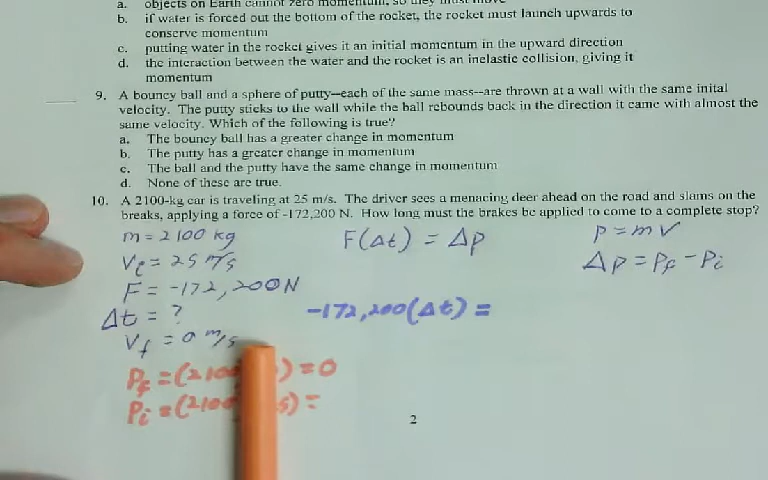 a. objects on Earth cannot zero momentum, so they must move
b. if water is forced out the bottom of the rocket, the rocket must launch upwards to
conserve momentum
c. putting water in the rocket gives it an initial momentum in the upward direction
d. the interaction between the water and the rocket is an inelastic collision, giving it
momentum
9. A bouncy ball and a sphere of putty--each of the same mass--are thrown at a wall with the same inital
velocity. The putty sticks to the wall while the ball rebounds back in the direction it came with almost the
same velocity. Which of the following is true?
a. The bouncy ball has a greater change in momentum
b. The putty has a greater change in momentum
c. The ball and the putty have the same change in momentum
d. None of these are true.
10. A 2100-kg car is traveling at 25 m/s. The driver sees a menacing deer ahead on the road and slams on the
breaks, applying a force of -172,200 N. How long must the brakes be applied to come to a complete stop?
m = 2100 kg
F(Δt) = Δp
p = mv
Vi = 25 m/s
Δp = Pf - Pi
F = -172,200N
Δt = ?
-172,200(Δt) =
Vf = 0 m/s
Pf = (210 ) = 0
Pi = (210 ) =
2